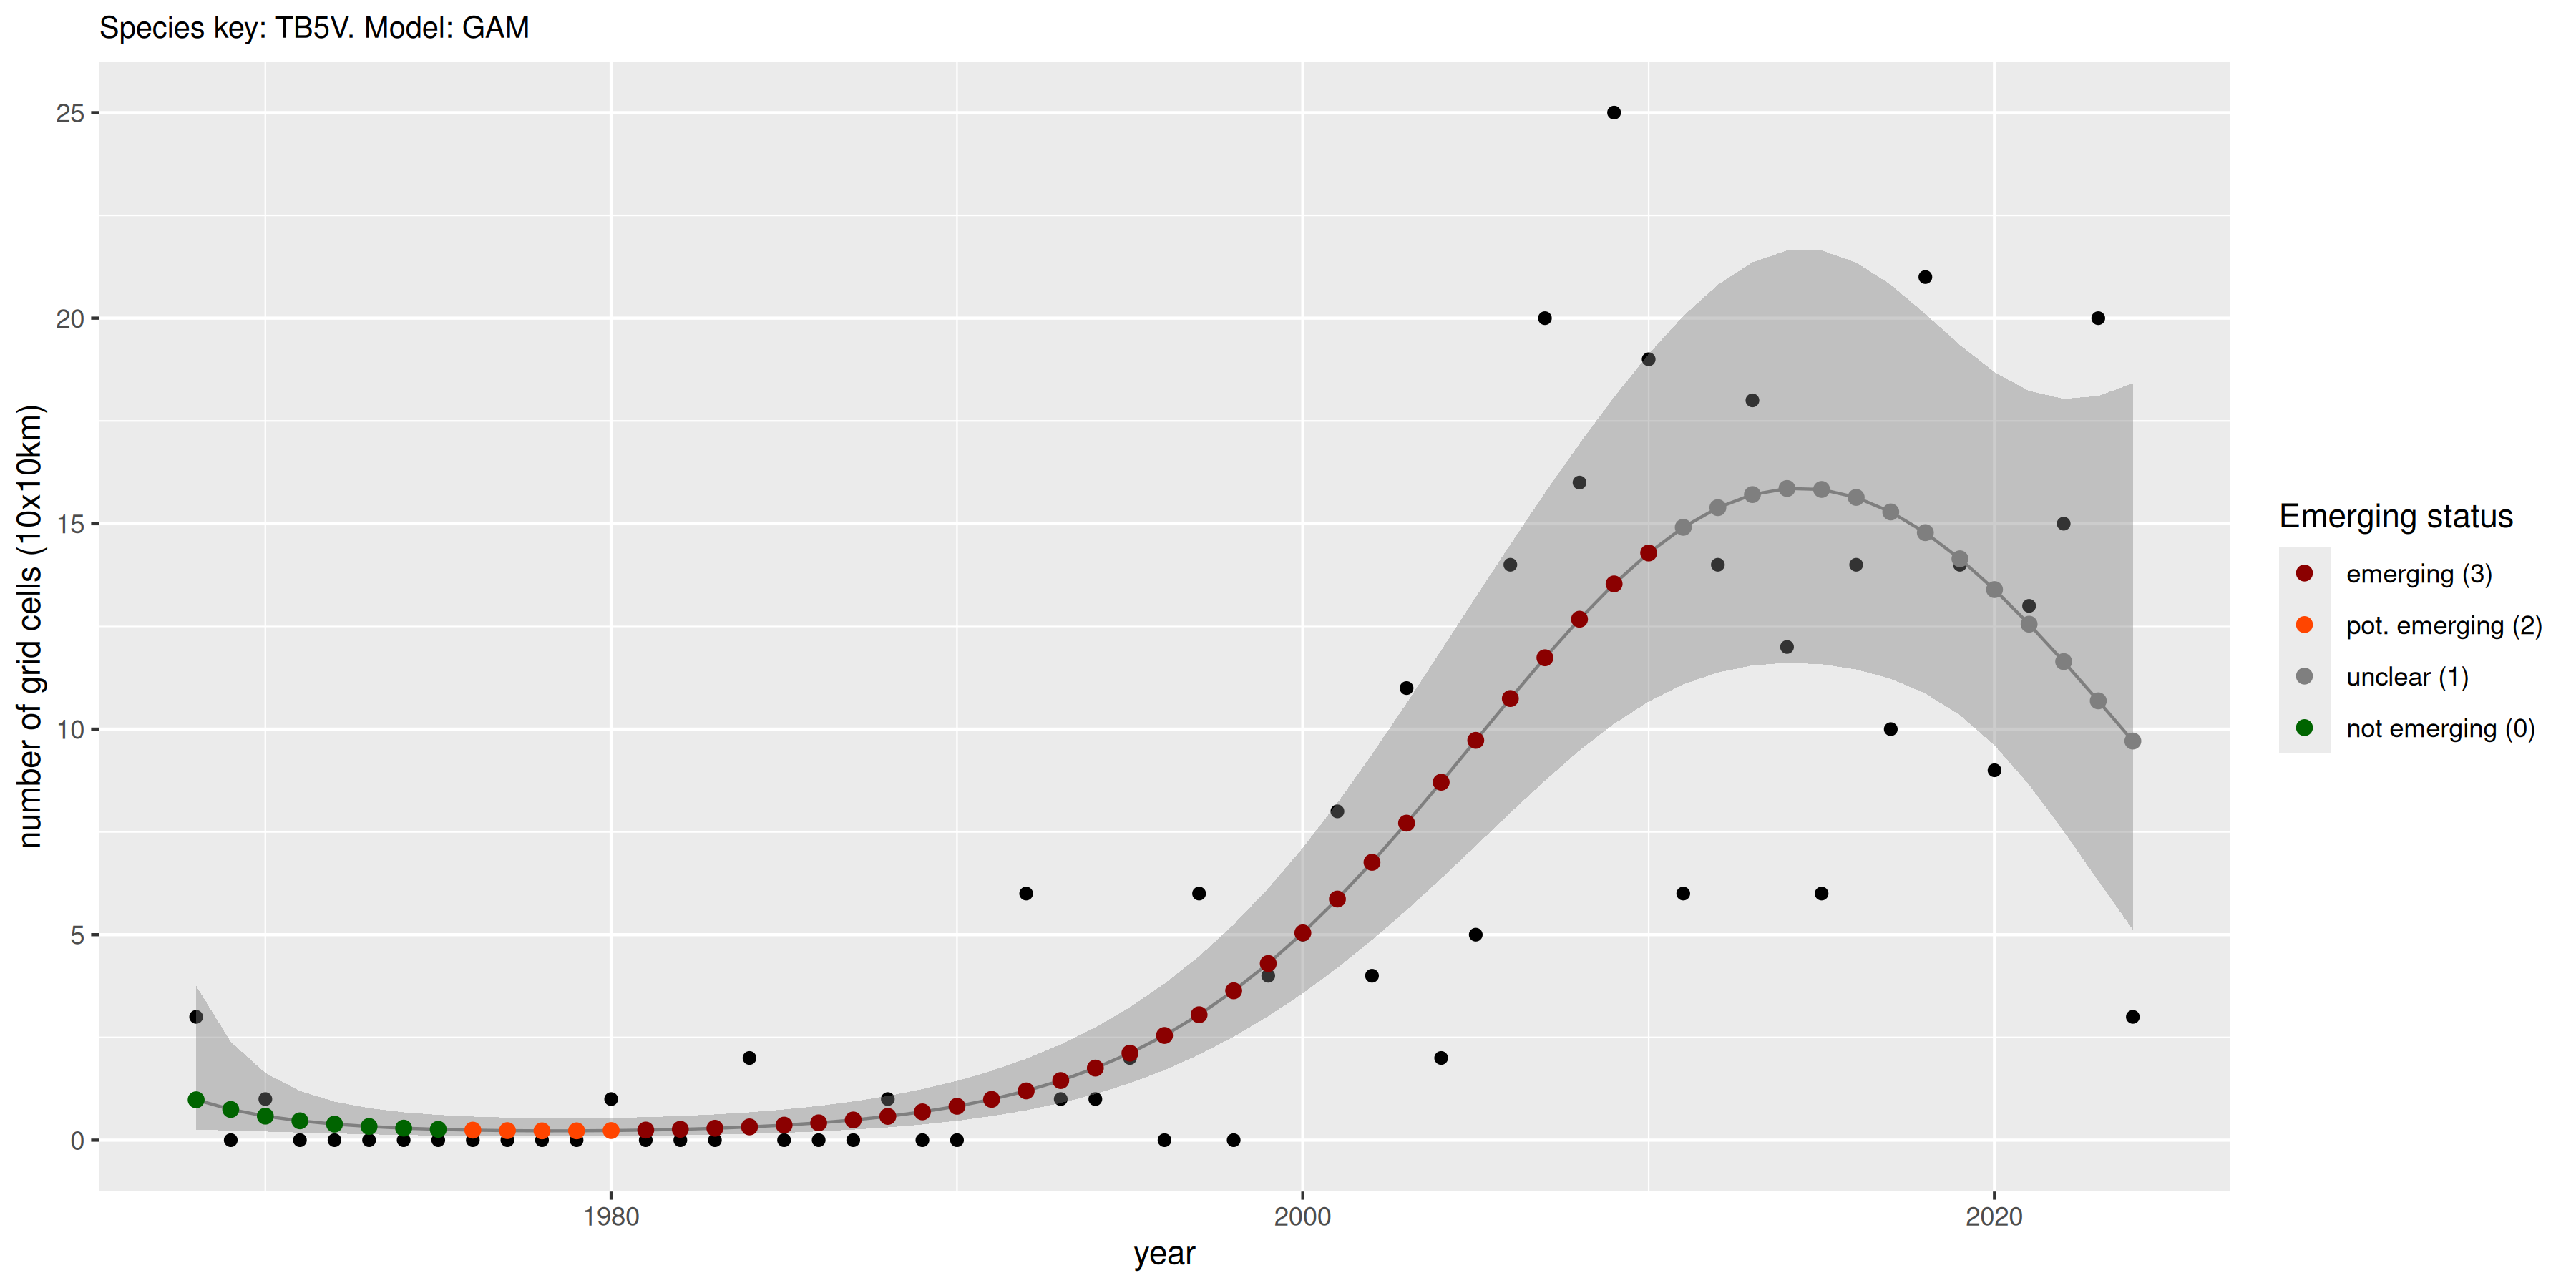 Species key: TB5V. Model: GAM
25
20
15
10
5
0
number of grid cells (10x10km)
1980
2000
2020
year
Emerging status
emerging (3)
pot. emerging (2)
unclear (1)
not emerging (0)